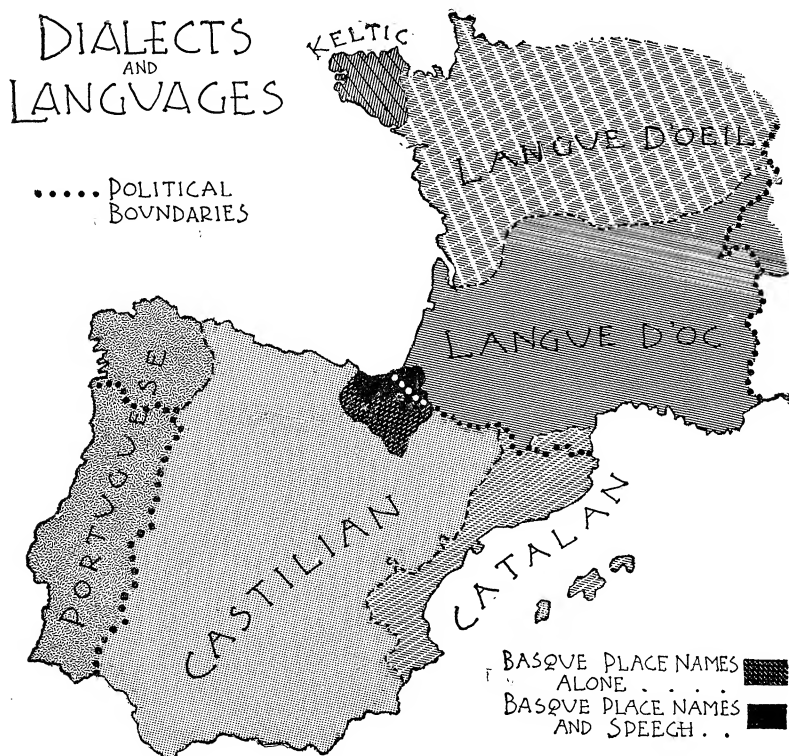 DIALECTS
AND
LANGUAGES
••••• POLITICAL
BOUNDARIES
KELTIC
LANGUE D'OEIL
LANGUE D'OC
PORTUGUESE
CASTILIAN
CATALAN
BASQUE PLACE NAMES
ALONE . . . . .
BASQUE PLACE NAMES
AND SPEECH . .